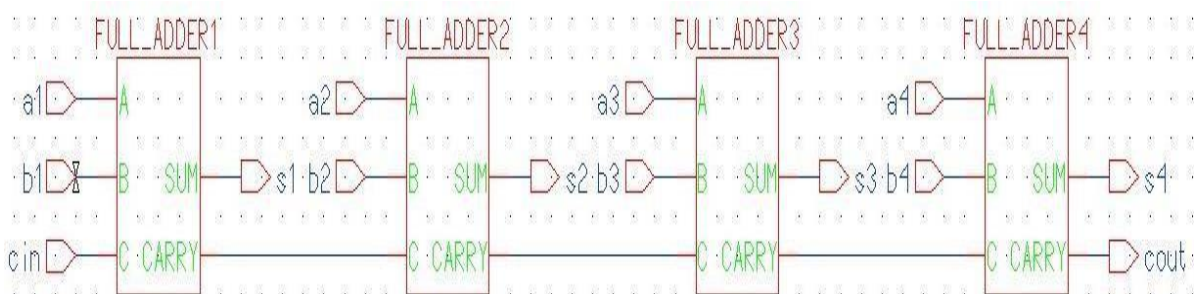 FULL_ADDER1 FULL_ADDER2 FULL_ADDER3 FULL_ADDER4
a1 A a2 A a3 A a4 A
b1 B SUM s1 b2 B SUM s2 b3 B SUM s3 b4 B SUM s4
cin C CARRY C CARRY C CARRY C CARRY cout